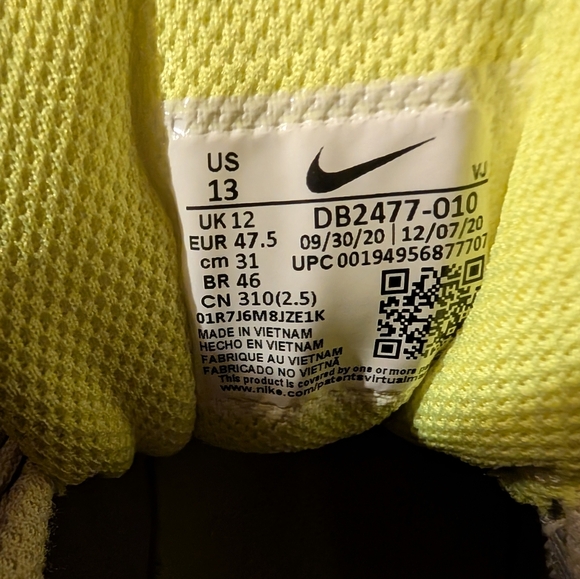 US
13
VJ
UK 12
DB2477-010
EUR 47.5
09/30/20 | 12/07/20
cm 31
UPC 00194956877707
BR 46
CN 310(2.5)
01R7J6M8JZE1K
MADE IN VIETNAM
HECHO EN VIETNAM
FABRIQUE AU VIETNAM
FABRICADO NO VIETNÃ
This product is covered by one or more
www.nike.com/patentsvirtualm